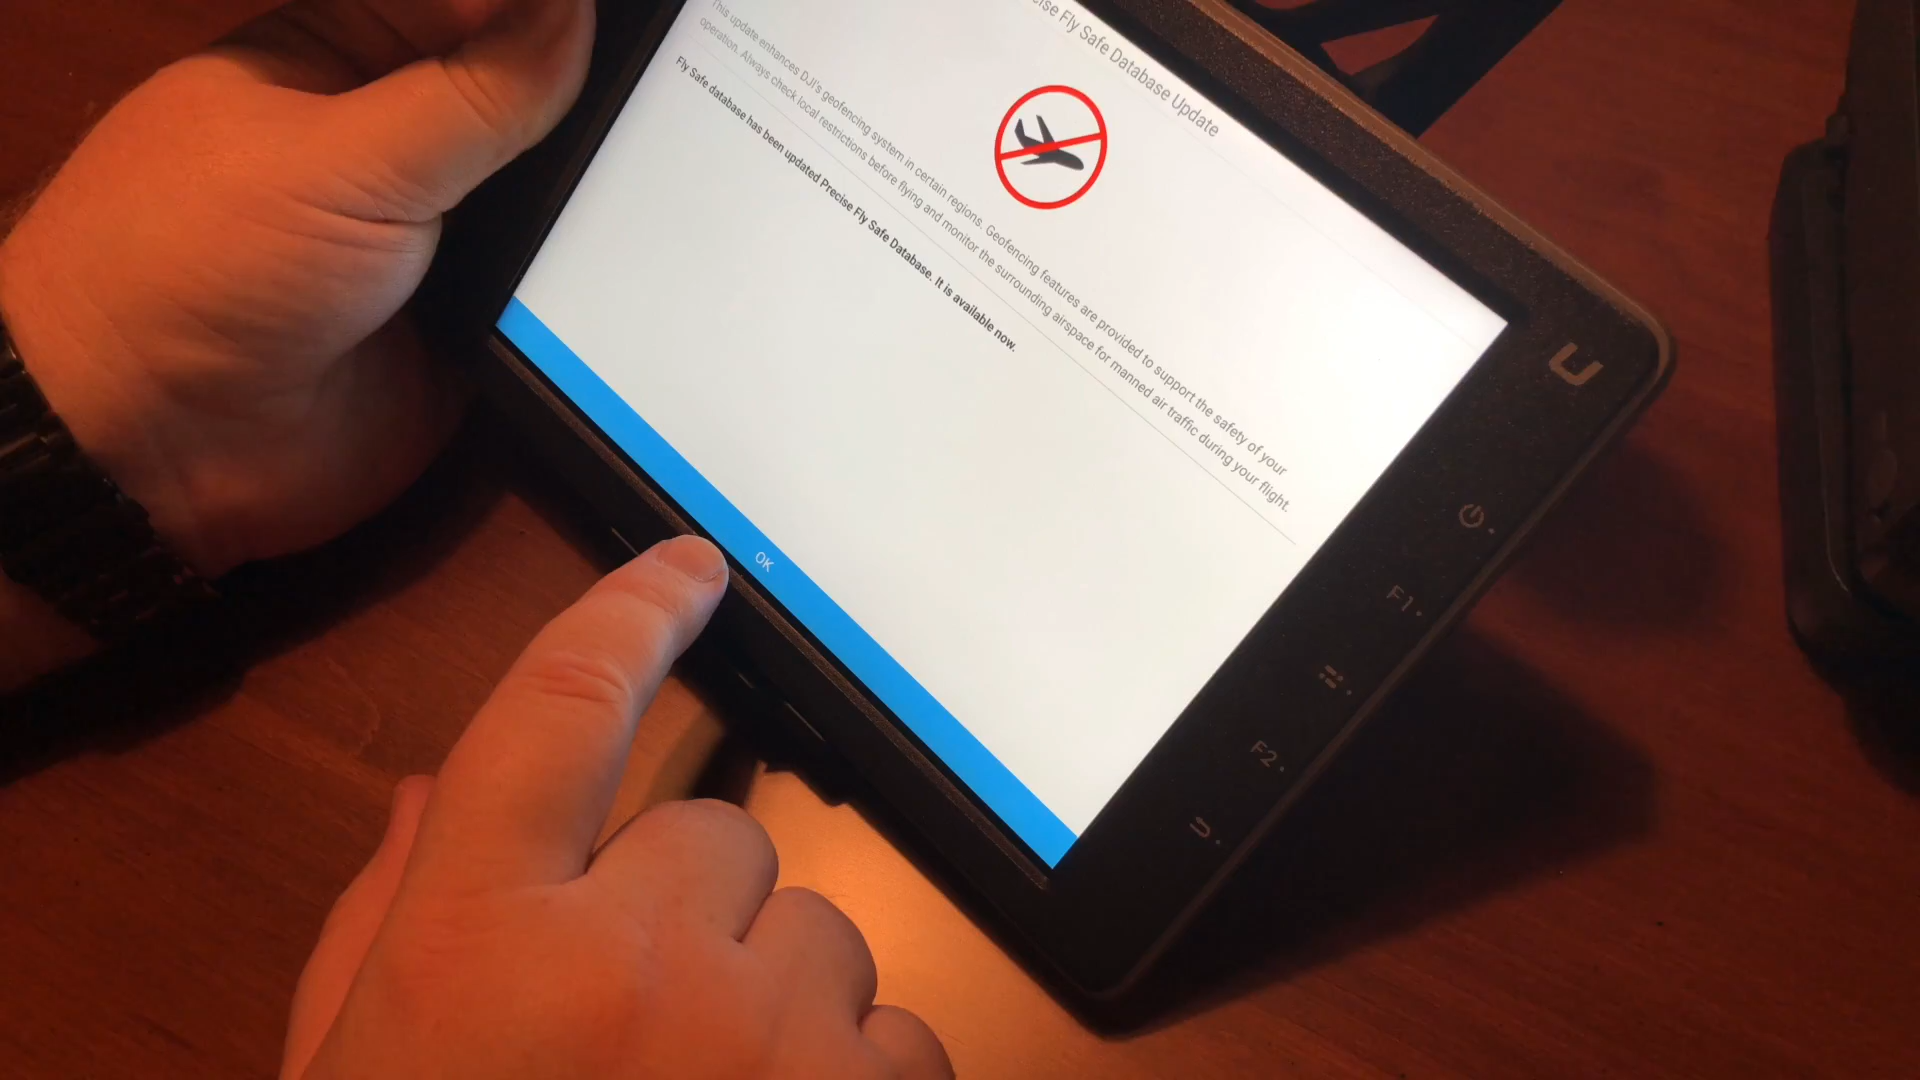 Fly Safe Database Update
This update enhances DJI's geofencing system in certain regions. Geofencing features are provided to support the safety of your
operation. Always check local restrictions before flying and monitor the surrounding airspace for manned air traffic during your flight.
Fly Safe database has been updated Precise Fly Safe Database. It is available now.
OK
F1
F2